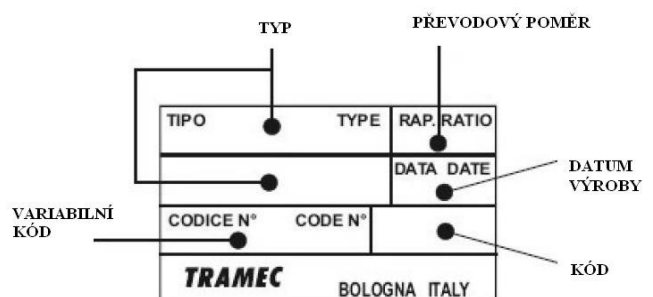 TYP
PŘEVODOVÝ POMĚR
TIPO TYPE RAP. RATIO
DATA DATE
DATUM
VÝROBY
VARIABILNÍ
KÓD
CODICE N° CODE N°
KÓD
TRAMEC BOLOGNA ITALY